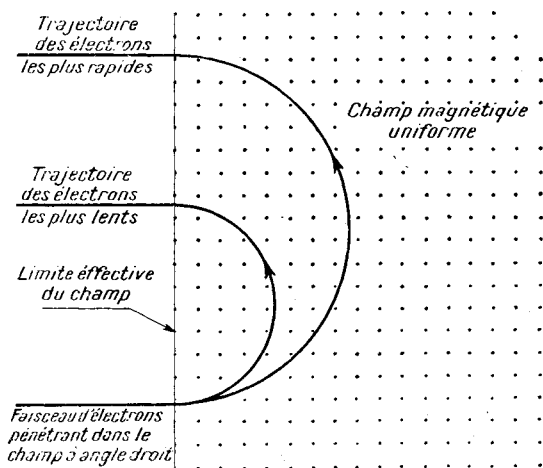 Trajectoire
des électrons
les plus rapides
Champ magnétique
uniforme
Trajectoire
des électrons
les plus lents
Limite éffective
du champ
Faisceau d'électrons
pénétrant dans le
champ à angle droit